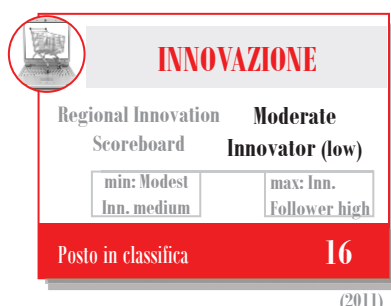 INNOVAZIONE
Regional Innovation Scoreboard
Moderate Innovator (low)
min: Modest Inn. medium
max: Inn. Follower high
Posto in classifica 16
(2011)